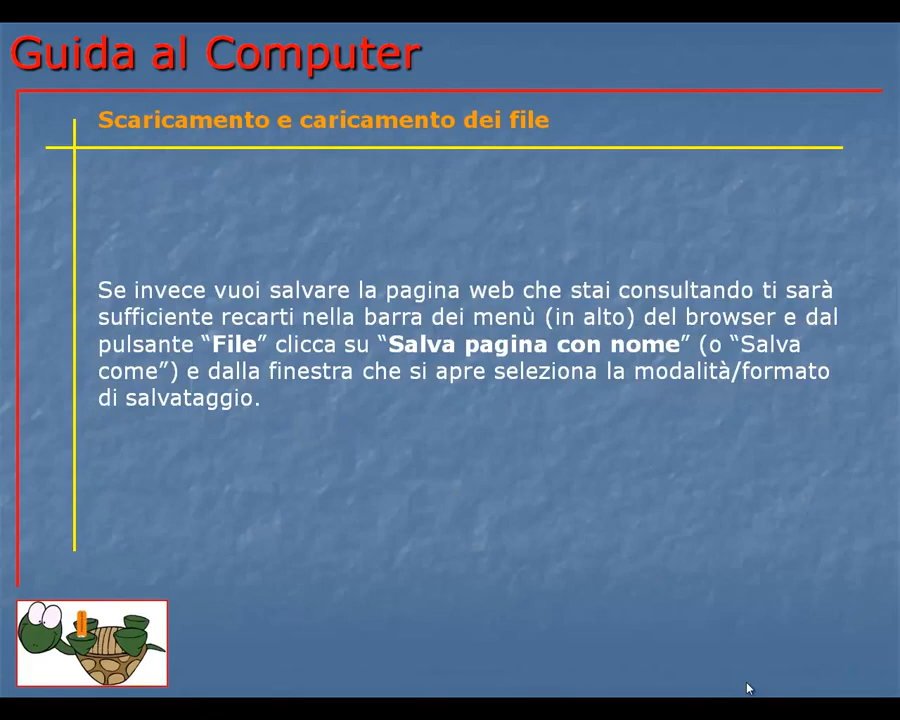 Guida al Computer
Scaricamento e caricamento dei file
Se invece vuoi salvare la pagina web che stai consultando ti sarà
sufficiente recarti nella barra dei menù (in alto) del browser e dal
pulsante “File” clicca su “Salva pagina con nome” (o “Salva
come”) e dalla finestra che si apre seleziona la modalità/formato
di salvataggio.